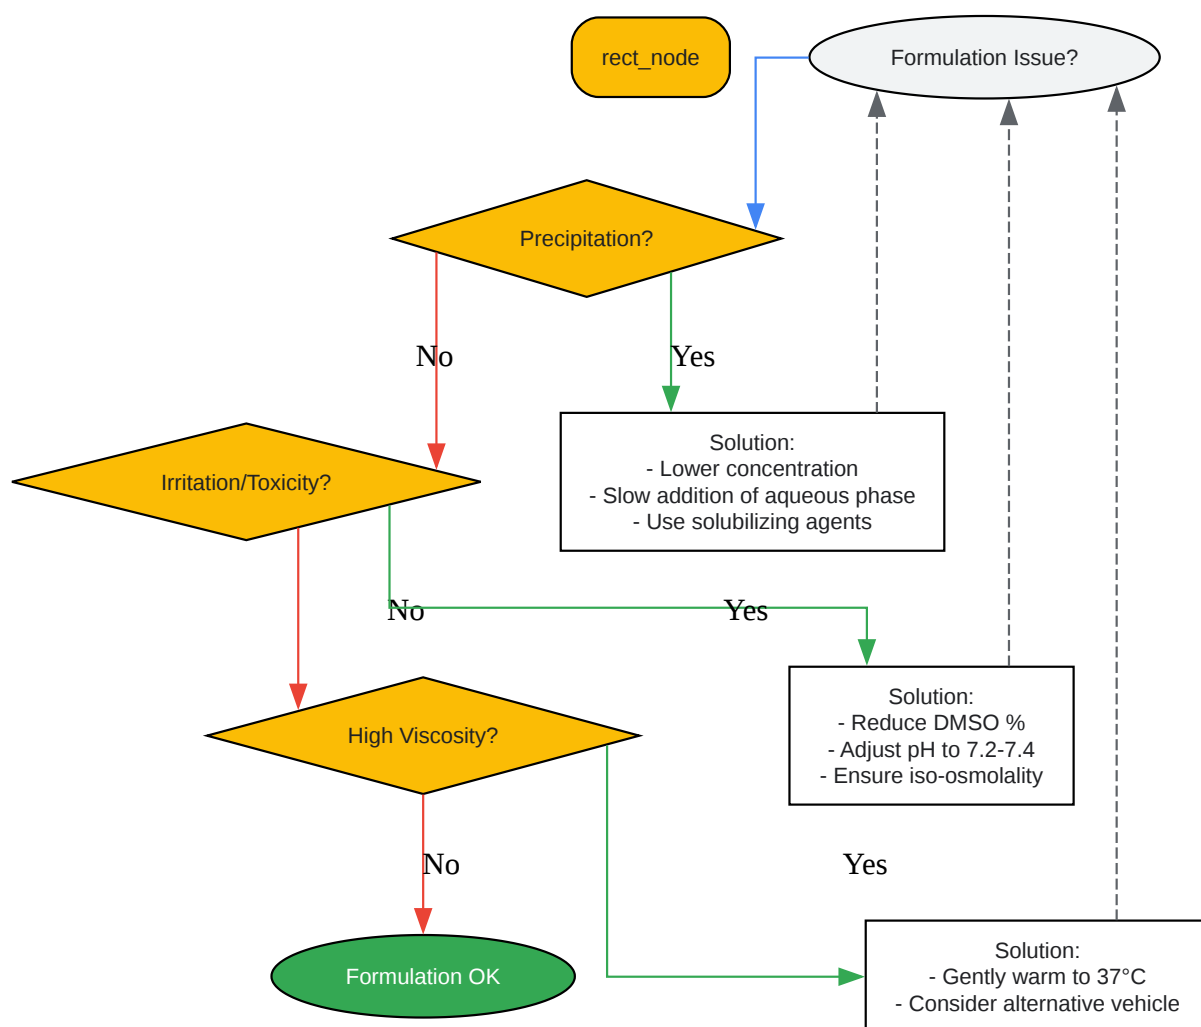 rect_node
Formulation Issue?
Precipitation?
No
Yes
Solution:
- Lower concentration
- Slow addition of aqueous phase
- Use solubilizing agents
Irritation/Toxicity?
No
Yes
Solution:
- Reduce DMSO %
- Adjust pH to 7.2-7.4
- Ensure iso-osmolality
High Viscosity?
No
Yes
Solution:
- Gently warm to 37°C
- Consider alternative vehicle
Formulation OK